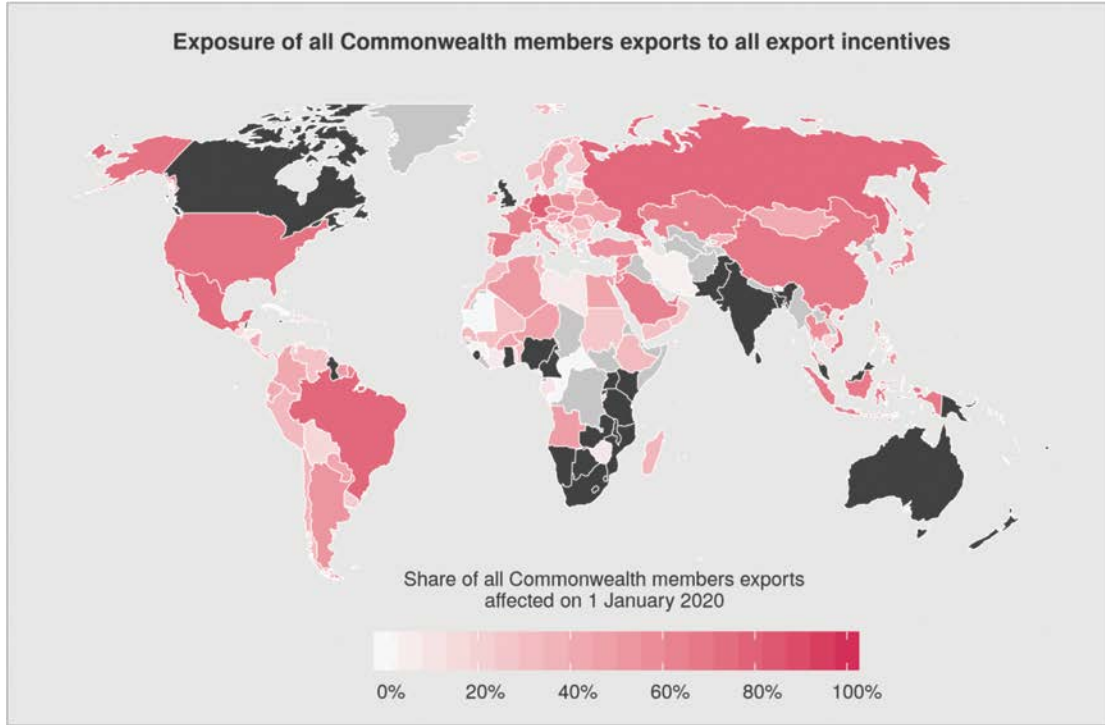 Exposure of all Commonwealth members exports to all export incentives
Share of all Commonwealth members exports
affected on 1 January 2020
0% 20% 40% 60% 80% 100%